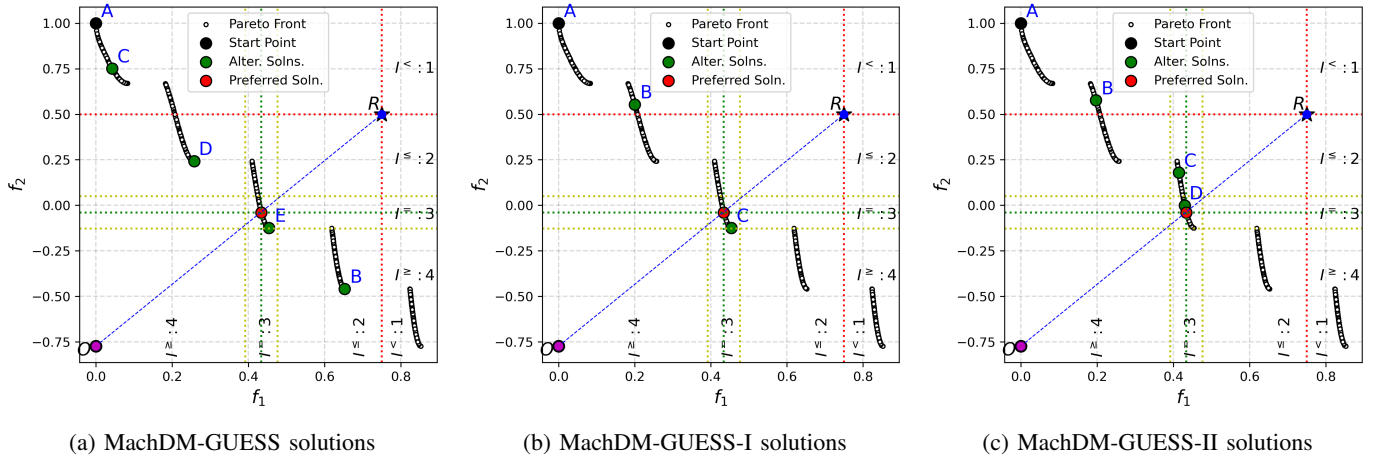 A
C
D
E
B
R
O
Pareto Front
Start Point
Alter. Solns.
Preferred Soln.
I^< : 1
I^≤ : 2
I^= : 3
I^≥ : 4
I^≥ : 4
I^= : 3
I^≤ : 2
I^< : 1
1.00
0.75
0.50
0.25
0.00
−0.25
−0.50
−0.75
f₂
0.0 0.2 0.4 0.6 0.8
f₁
(a) MachDM-GUESS solutions
A
B
C
R
O
Pareto Front
Start Point
Alter. Solns.
Preferred Soln.
I^< : 1
I^≤ : 2
I^= : 3
I^≥ : 4
I^≥ : 4
I^= : 3
I^≤ : 2
I^< : 1
1.00
0.75
0.50
0.25
0.00
−0.25
−0.50
−0.75
f₂
0.0 0.2 0.4 0.6 0.8
f₁
(b) MachDM-GUESS-I solutions
A
B
C
D
R
O
Pareto Front
Start Point
Alter. Solns.
Preferred Soln.
I^< : 1
I^≤ : 2
I^= : 3
I^≥ : 4
I^≥ : 4
I^= : 3
I^≤ : 2
I^< : 1
1.00
0.75
0.50
0.25
0.00
−0.25
−0.50
−0.75
f₂
0.0 0.2 0.4 0.6 0.8
f₁
(c) MachDM-GUESS-II solutions